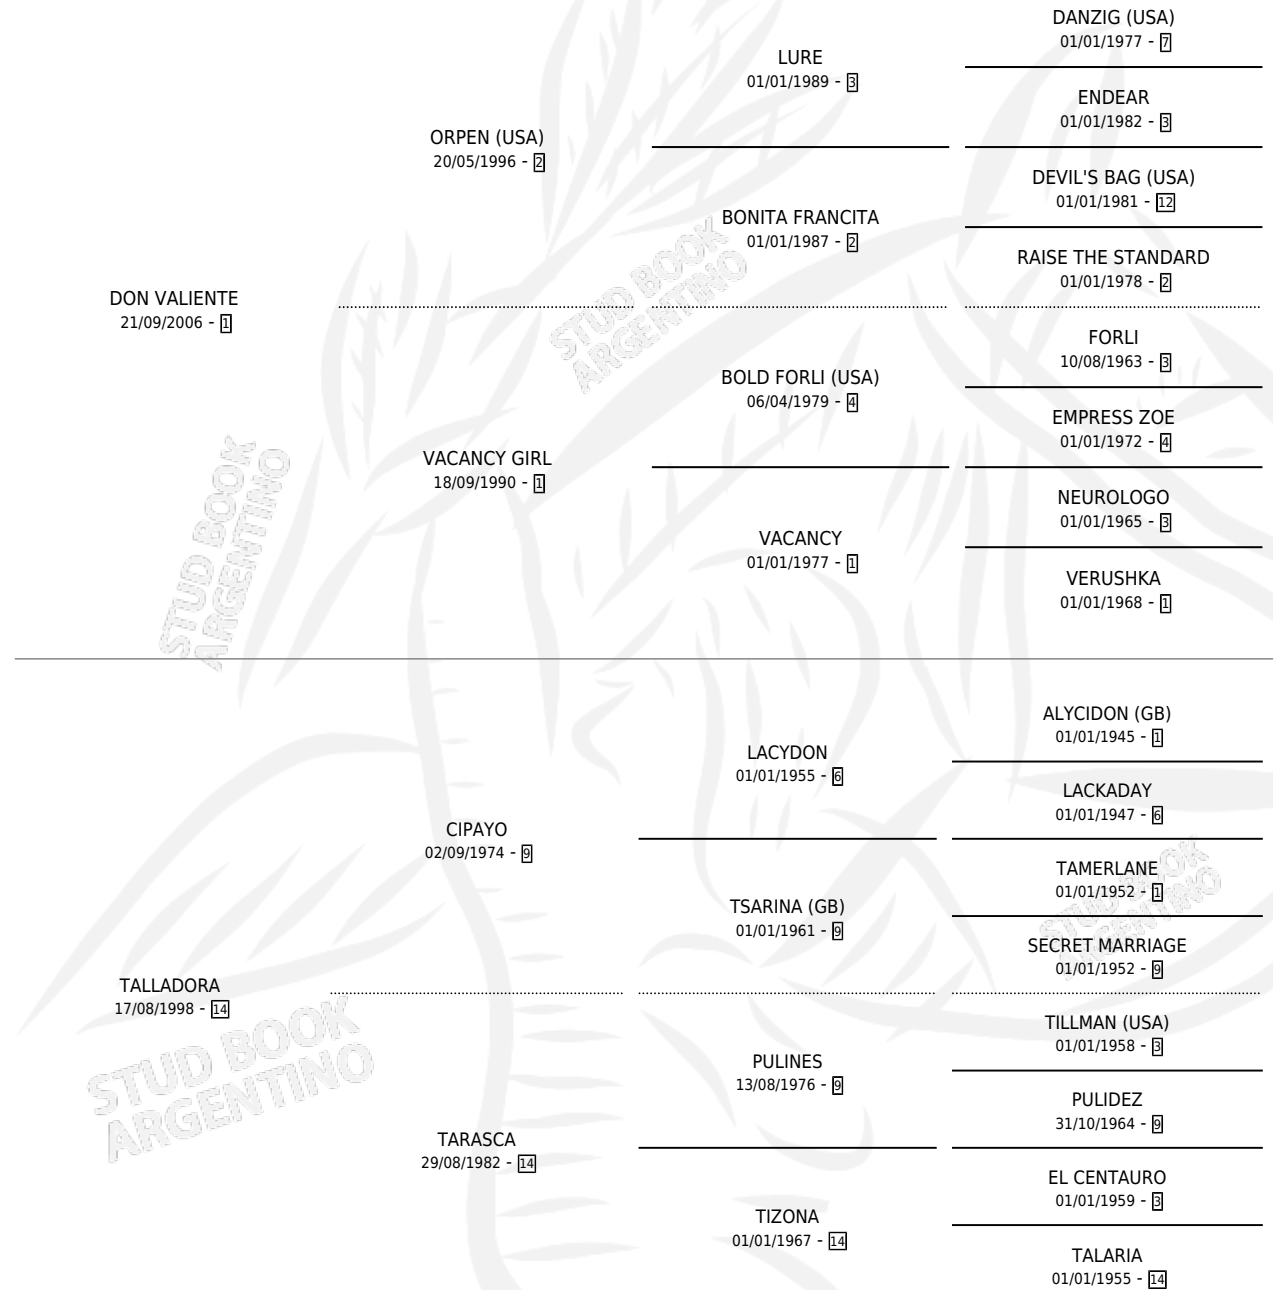 DANZIG (USA)
01/01/1977 - 7
LURE
01/01/1989 - 3
ENDEAR
01/01/1982 - 3
ORPEN (USA)
20/05/1996 - 2
DEVIL'S BAG (USA)
01/01/1981 - 12
BONITA FRANCITA
01/01/1987 - 2
RAISE THE STANDARD
01/01/1978 - 2
DON VALIENTE
21/09/2006 - 1
STUD BOOK
ARGENTINO
FORLI
10/08/1963 - 3
BOLD FORLI (USA)
06/04/1979 - 4
EMPRESS ZOE
01/01/1972 - 4
VACANCY GIRL
18/09/1990 - 1
NEUROLOGO
01/01/1965 - 3
VACANCY
01/01/1977 - 1
VERUSHKA
01/01/1968 - 1
STUD BOOK
ARGENTINO
ALYCIDON (GB)
01/01/1945 - 1
LACYDON
01/01/1955 - 6
LACKADAY
01/01/1947 - 6
CIPAYO
02/09/1974 - 9
TAMERLANE
01/01/1952 - 1
TSARINA (GB)
01/01/1961 - 9
SECRET MARRIAGE
01/01/1952 - 9
STUD BOOK
ARGENTINO
TALLADORA
17/08/1998 - 14
TILLMAN (USA)
01/01/1958 - 3
PULINES
13/08/1976 - 9
PULIDEZ
31/10/1964 - 9
STUD BOOK
ARGENTINO
TARASCA
29/08/1982 - 14
EL CENTAURO
01/01/1959 - 3
TIZONA
01/01/1967 - 14
TALARIA
01/01/1955 - 14